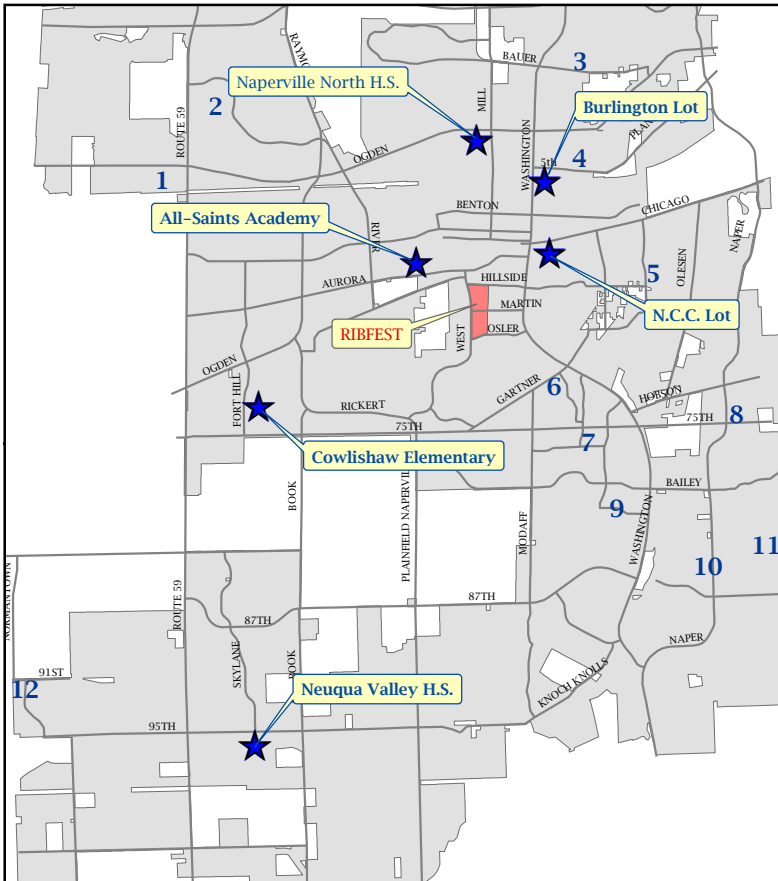 RAYMO
BAUER
3
Naperville North H.S.
MILL
2
Burlington Lot
ROUTE 59
PLAN
OGDEN
WASHINGTON
5th
4
1
BENTON
CHICAGO
All-Saints Academy
RIVER
NAPER
OLESEN
HILLSIDE
5
AURORA
MARTIN
N.C.C. Lot
RIBFEST
WEST
OSLER
OGDEN
6
GARTNER
HOBSON
FORT HILL
RICKERT
8
75TH
75TH
7
Cowlishaw Elementary
BOOK
PLAINFIELD NAPERVIL
BAILEY
9
MODAFF
WASHINGTON
11
10
NORMANTOWN
ROUTE 59
87TH
87TH
NAPER
SKYLANE
BOOK
91ST
12
Neuqua Valley H.S.
KNOCH KNOLLS
95TH